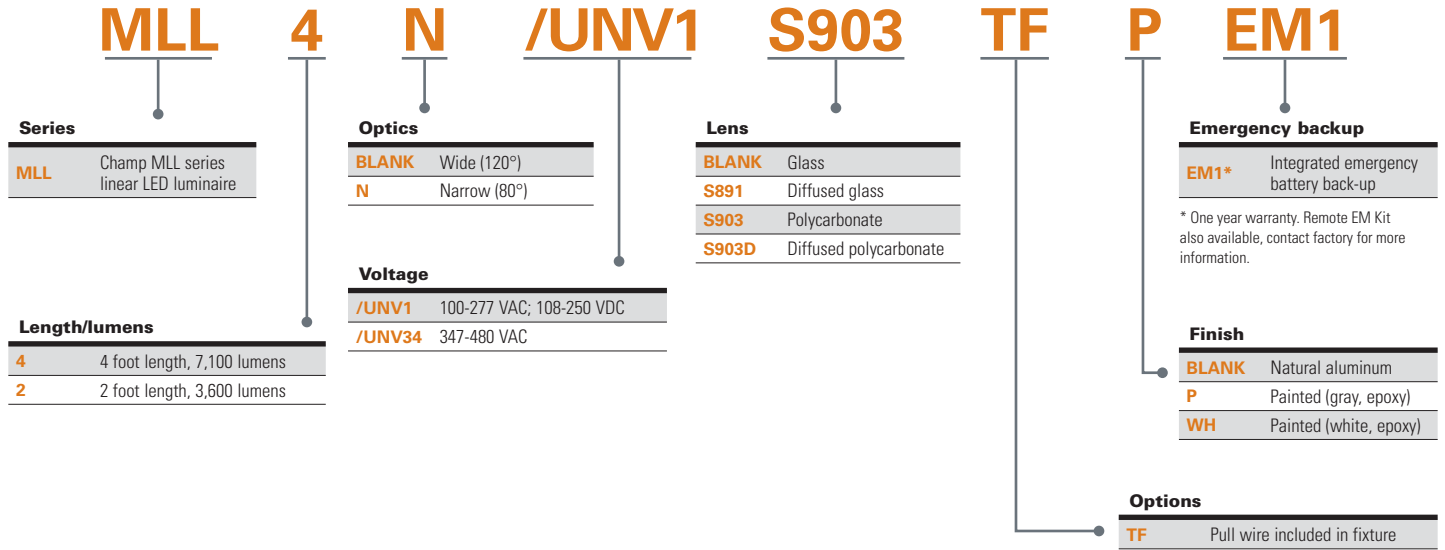 MLL 4 N /UNV1 S903 TF P EM1
Series
MLL Champ MLL series
linear LED luminaire
Length/lumens
4 4 foot length, 7,100 lumens
2 2 foot length, 3,600 lumens
Optics
BLANK Wide (120°)
N Narrow (80°)
Voltage
/UNV1 100-277 VAC; 108-250 VDC
/UNV34 347-480 VAC
Lens
BLANK Glass
S891 Diffused glass
S903 Polycarbonate
S903D Diffused polycarbonate
Emergency backup
EM1* Integrated emergency
battery back-up
* One year warranty. Remote EM Kit
also available, contact factory for more
information.
Finish
BLANK Natural aluminum
P Painted (gray, epoxy)
WH Painted (white, epoxy)
Options
TF Pull wire included in fixture